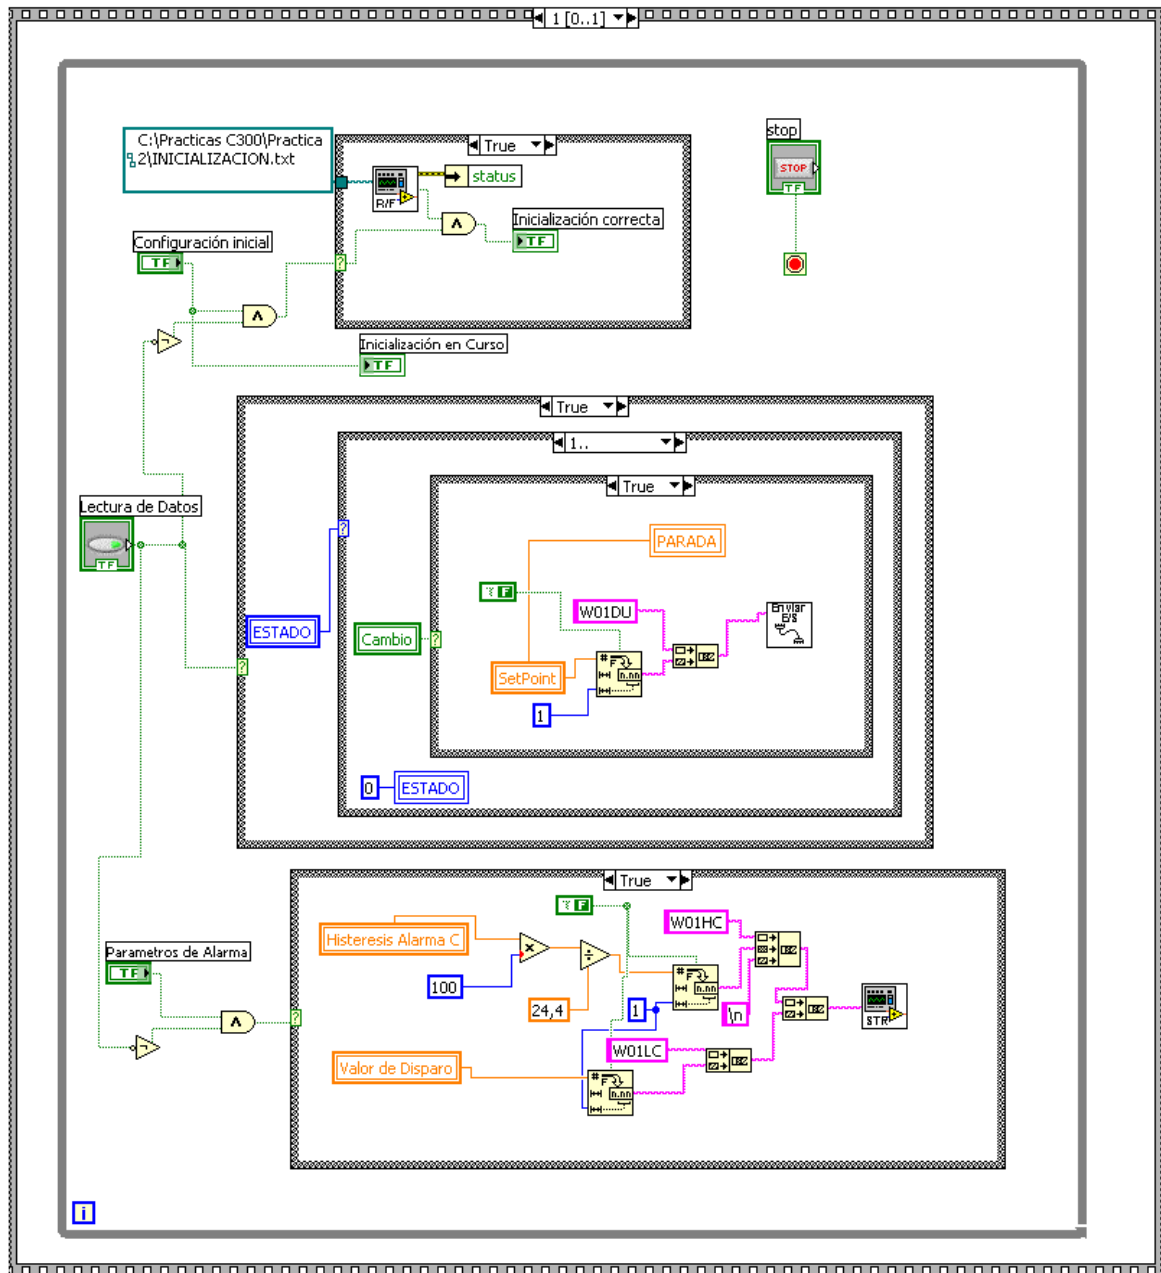 1 [0..1]
C:\Practicas C300\Practica
2\INICIALIZACION.txt
True
stop
STOP
TF
status
R/F
Inicialización correcta
TF
Configuración inicial
TF
?
Inicialización en Curso
TF
True
1..
True
Lectura de Datos
TF
?
PARADA
F
W01DU
Enviar
E/S
ESTADO
Cambio
?
?
SetPoint
#
F
n.nn
1
0
ESTADO
True
F
W01HC
Histeresis Alarma C
Parametros de Alarma
TF
100
24,4
#
F
n.nn
1
\n
STR
?
W01LC
Valor de Disparo
#
F
n.nn
i